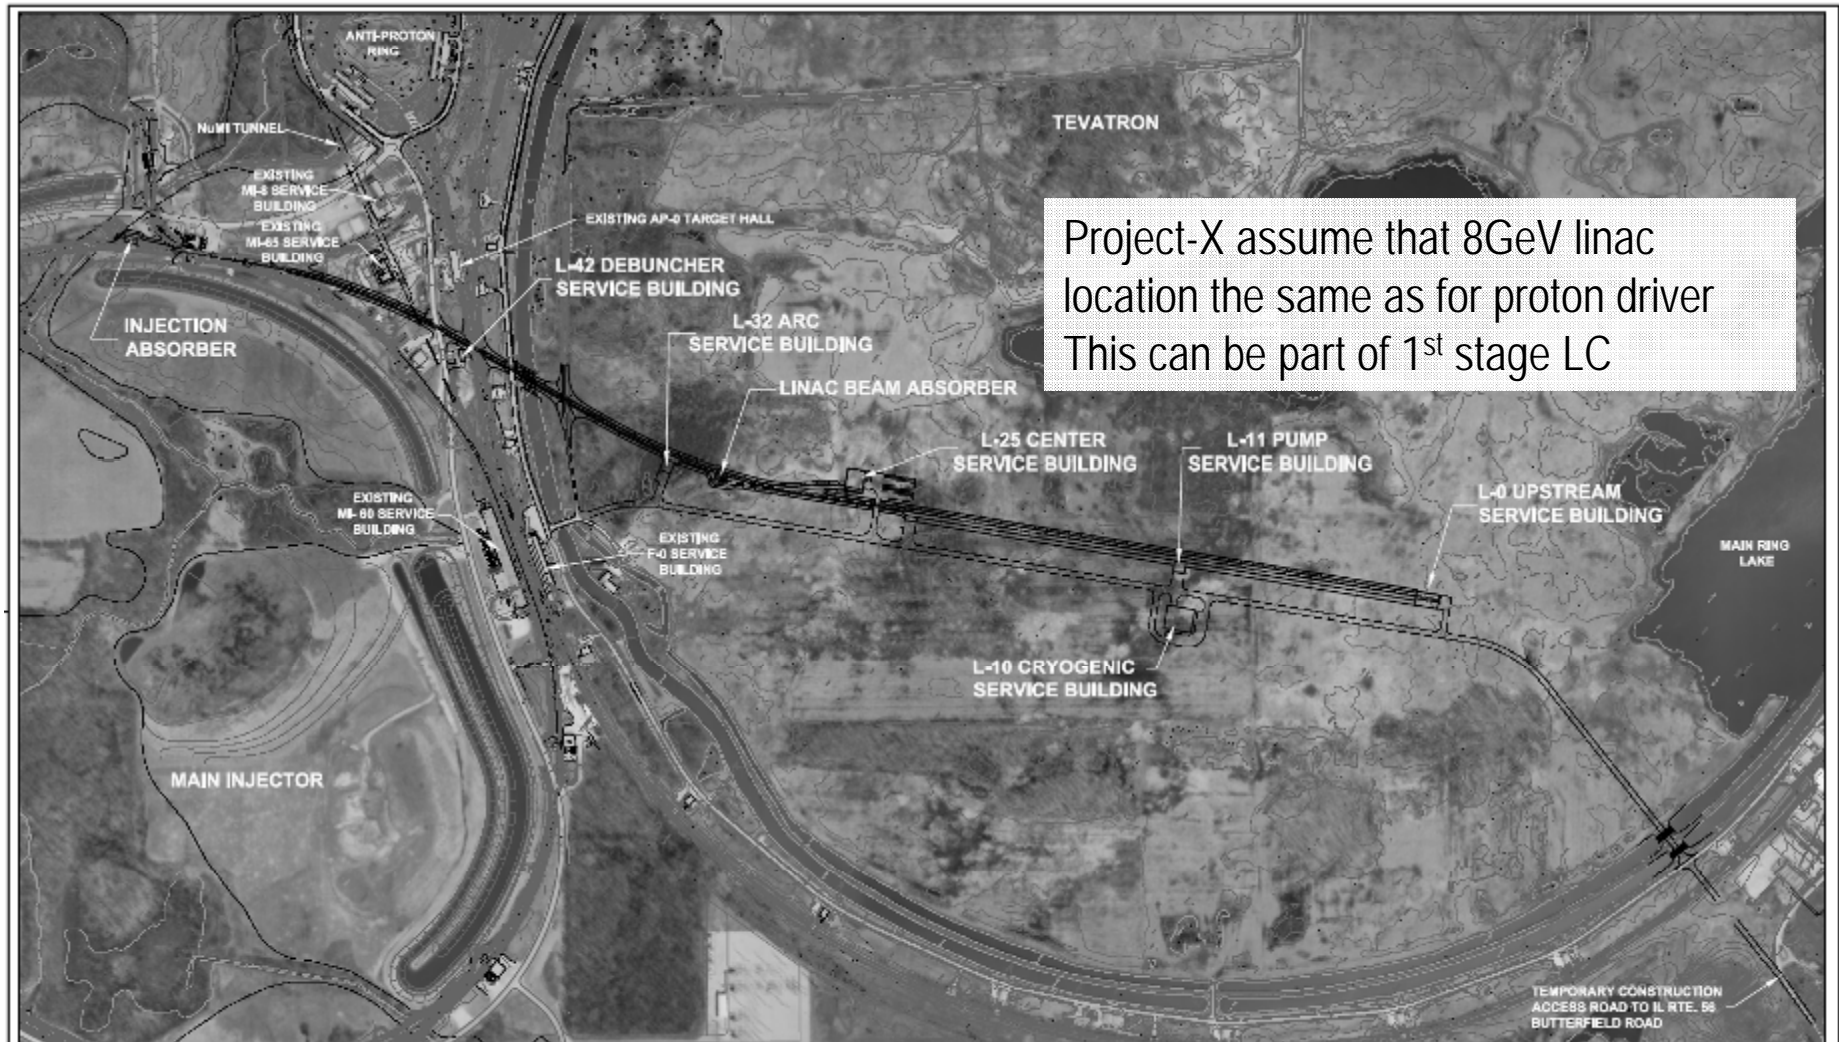 ANTI-PROTON
RING
NuMI TUNNEL
TEVATRON
EXISTING
MI-8 SERVICE
BUILDING
EXISTING AP-0 TARGET HALL
EXISTING
MI-65 SERVICE
BUILDING
Project-X assume that 8GeV linac
location the same as for proton driver
This can be part of 1st stage LC
L-42 DEBUNCHER
SERVICE BUILDING
INJECTION
ABSORBER
L-32 ARC
SERVICE BUILDING
LINAC BEAM ABSORBER
L-25 CENTER
SERVICE BUILDING
L-11 PUMP
SERVICE BUILDING
L-0 UPSTREAM
SERVICE BUILDING
EXISTING
MI-60 SERVICE
BUILDING
EXISTING
F-0 SERVICE
BUILDING
MAIN RING
LAKE
L-10 CRYOGENIC
SERVICE BUILDING
MAIN INJECTOR
TEMPORARY CONSTRUCTION
ACCESS ROAD TO IL RTE. 56
BUTTERFIELD ROAD